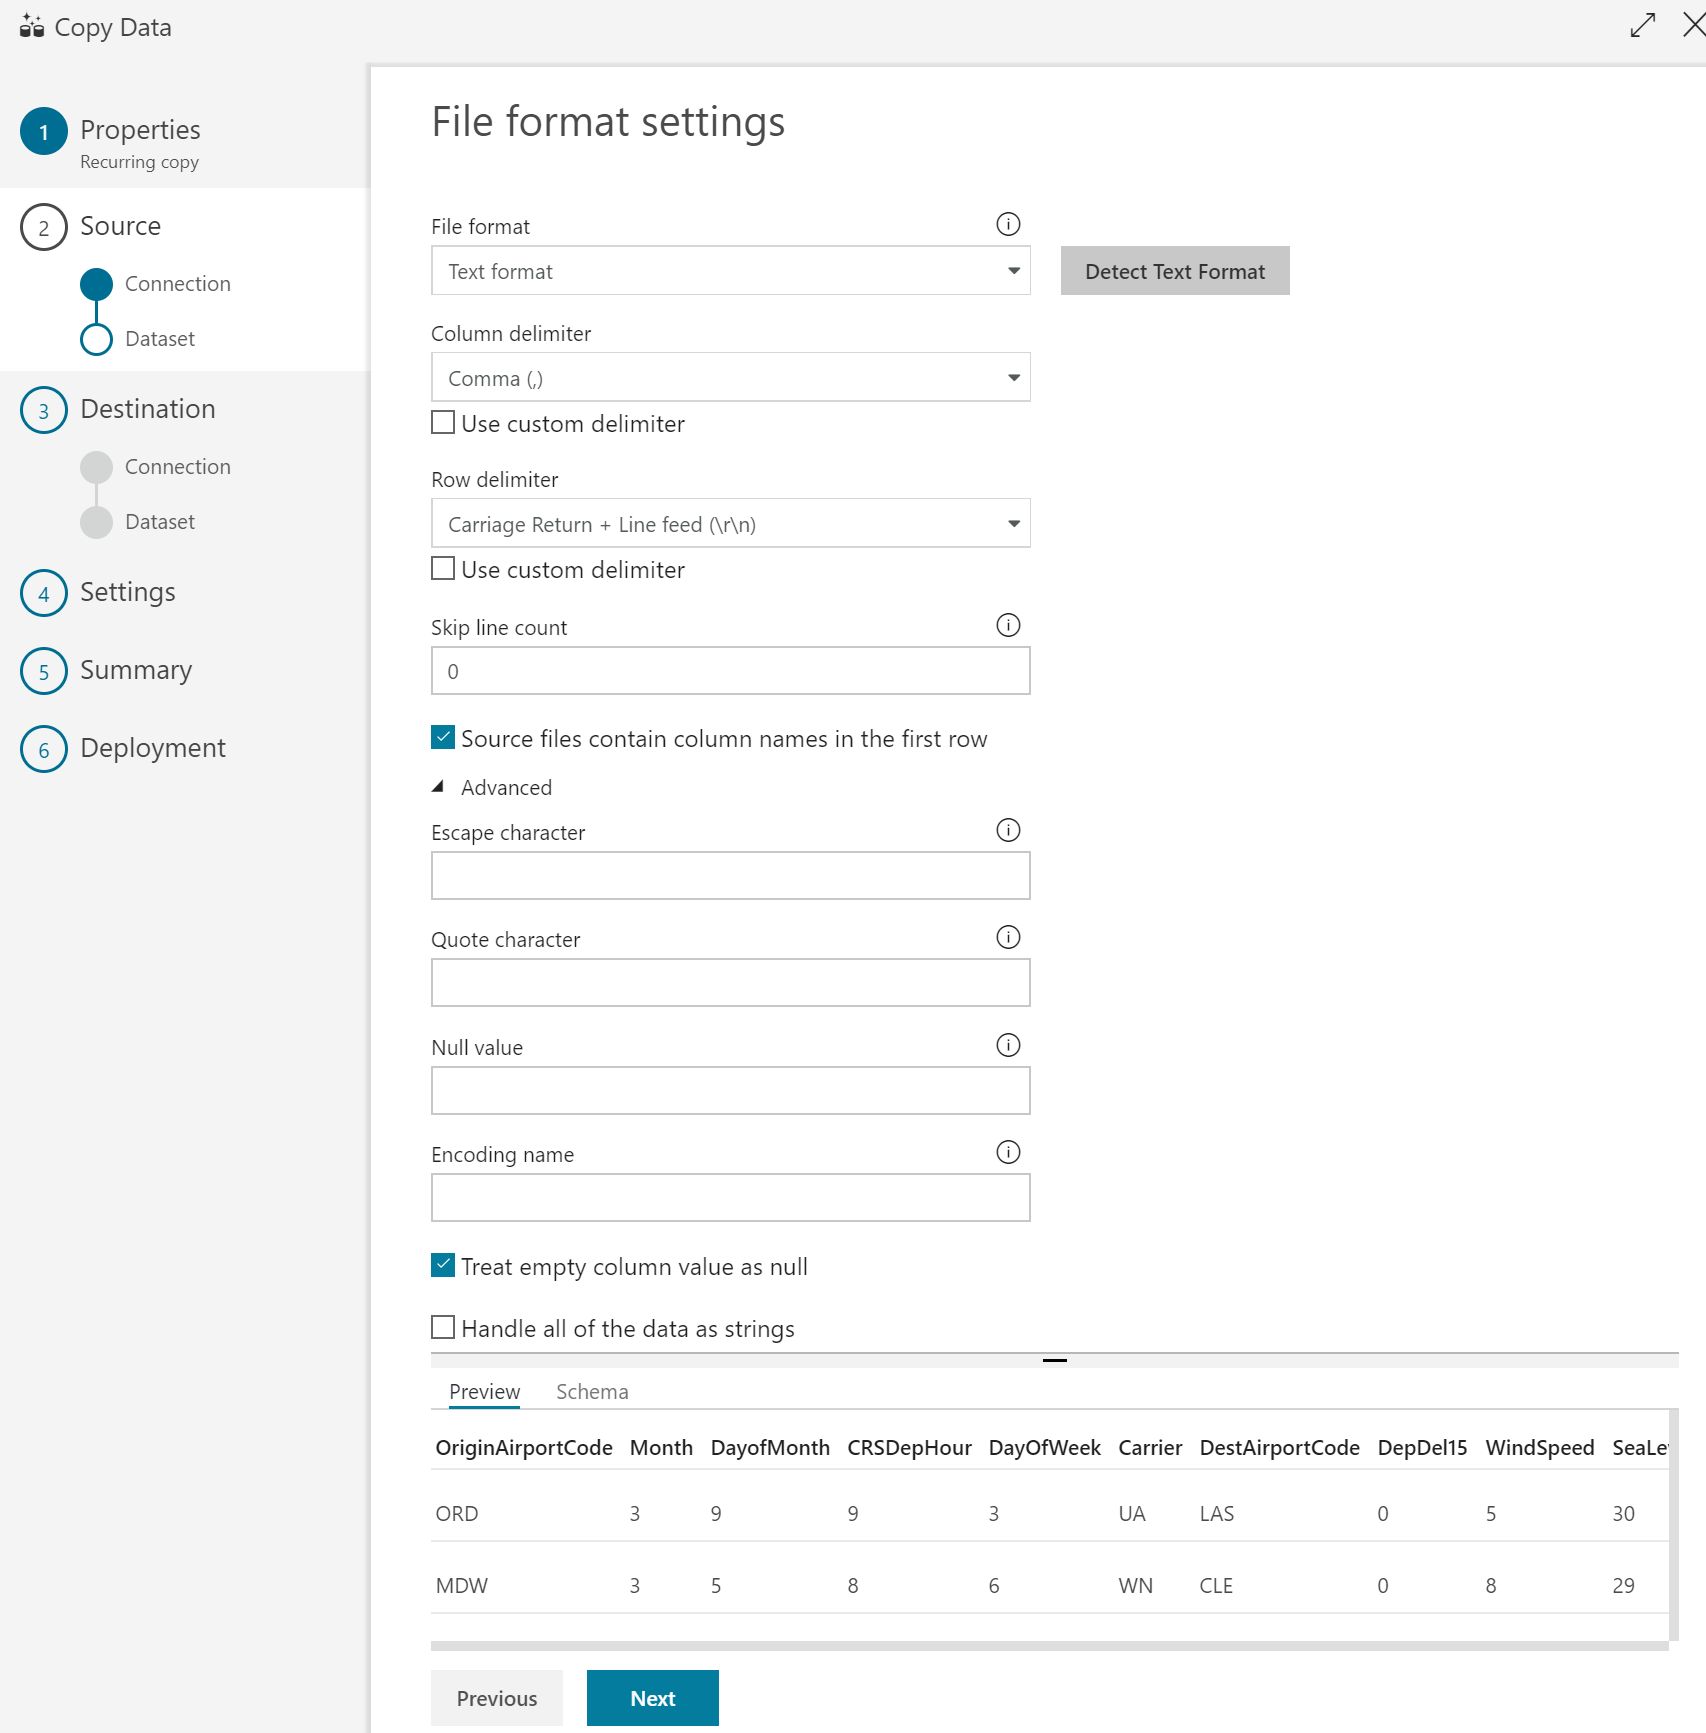 Copy Data
1 Properties
Recurring copy
2 Source
Connection
Dataset
3 Destination
Connection
Dataset
4 Settings
5 Summary
6 Deployment
File format settings
File format
Text format
Detect Text Format
Column delimiter
Comma (,)
Use custom delimiter
Row delimiter
Carriage Return + Line feed (\r\n)
Use custom delimiter
Skip line count
0
Source files contain column names in the first row
Advanced
Escape character
Quote character
Null value
Encoding name
Treat empty column value as null
Handle all of the data as strings
Preview Schema
OriginAirportCode Month DayofMonth CRSDepHour DayOfWeek Carrier DestAirportCode DepDel15 WindSpeed SeaLe
ORD 3 9 9 3 UA LAS 0 5 30
MDW 3 5 8 6 WN CLE 0 8 29
Previous Next